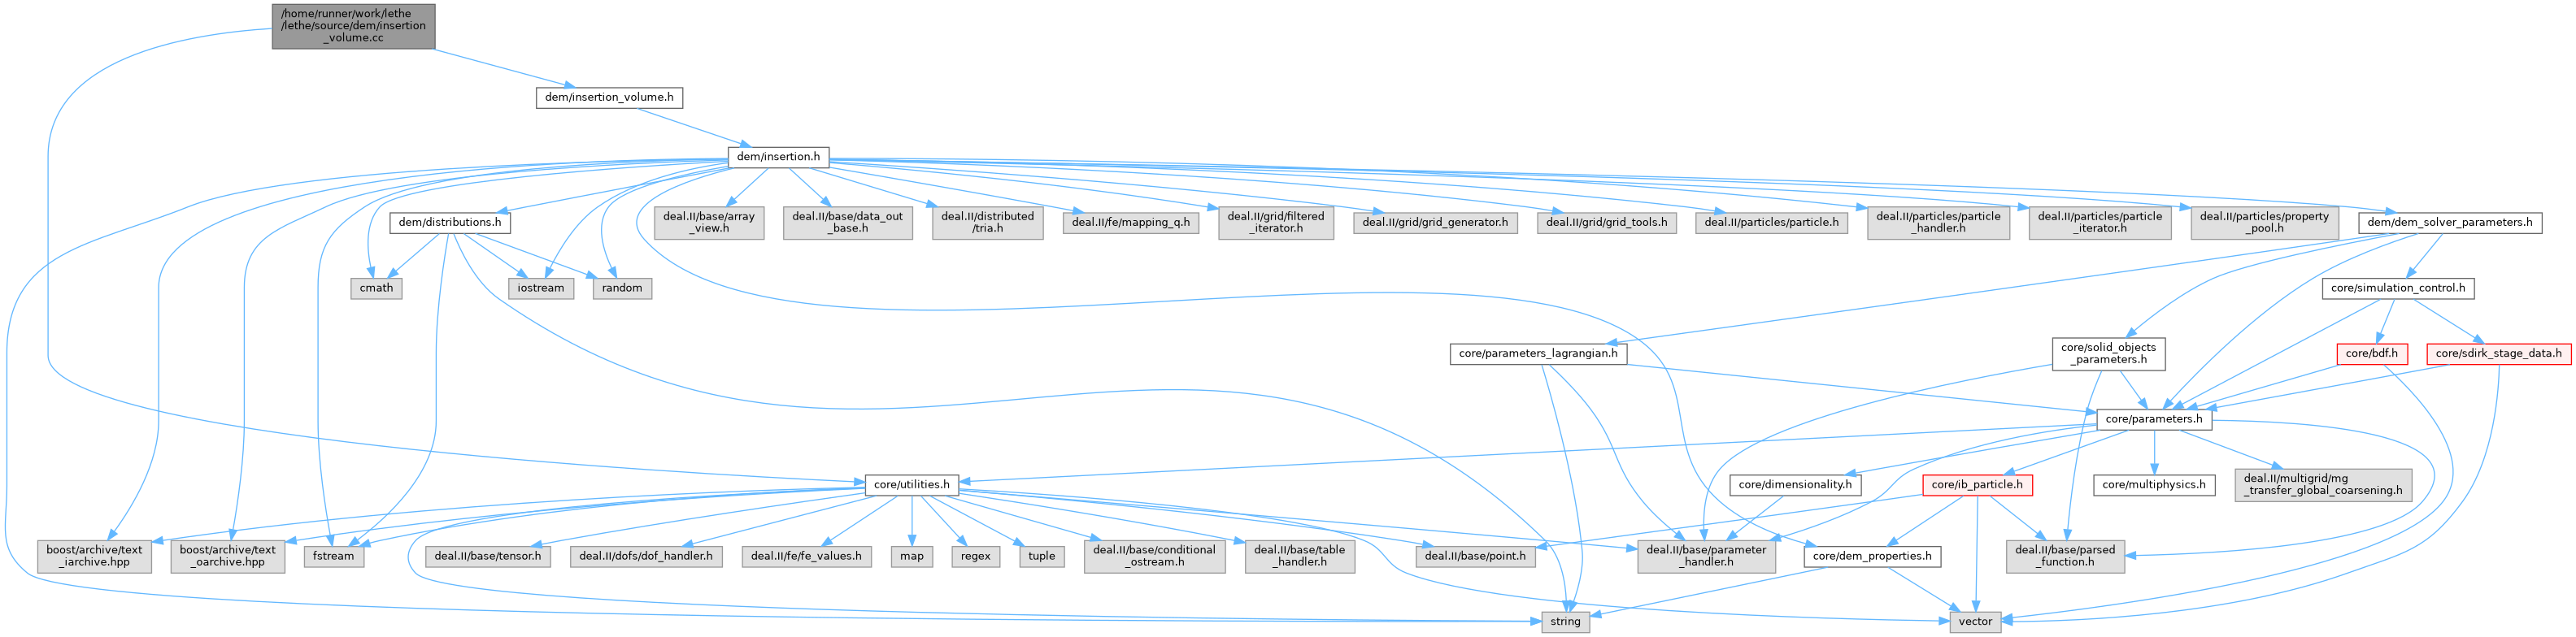 /home/runner/work/lethe
/lethe/source/dem/insertion
_volume.cc
dem/insertion_volume.h
dem/insertion.h
dem/distributions.h
deal.II/base/array
_view.h
deal.II/base/data_out
_base.h
deal.II/distributed
/tria.h
deal.II/fe/mapping_q.h
deal.II/grid/filtered
_iterator.h
deal.II/grid/grid_generator.h
deal.II/grid/grid_tools.h
deal.II/particles/particle.h
deal.II/particles/particle
_handler.h
deal.II/particles/particle
_iterator.h
deal.II/particles/property
_pool.h
dem/dem_solver_parameters.h
cmath
iostream
random
core/simulation_control.h
core/parameters_lagrangian.h
core/solid_objects
_parameters.h
core/bdf.h
core/sdirk_stage_data.h
core/parameters.h
core/utilities.h
core/dimensionality.h
core/ib_particle.h
core/multiphysics.h
deal.II/multigrid/mg
_transfer_global_coarsening.h
boost/archive/text
_iarchive.hpp
boost/archive/text
_oarchive.hpp
fstream
deal.II/base/tensor.h
deal.II/dofs/dof_handler.h
deal.II/fe/fe_values.h
map
regex
tuple
deal.II/base/conditional
_ostream.h
deal.II/base/table
_handler.h
deal.II/base/point.h
deal.II/base/parameter
_handler.h
core/dem_properties.h
deal.II/base/parsed
_function.h
string
vector